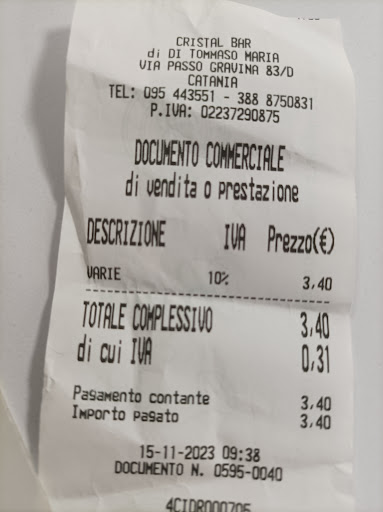 CRISTAL BAR
di DI TOMMASO MARIA
VIA PASSO GRAVINA 83/D
CATANIA
TEL: 095 443551 - 388 8750831
P.IVA: 02237290875
DOCUMENTO COMMERCIALE
di vendita o prestazione
DESCRIZIONE IVA Prezzo(€)
VARIE 10% 3,40
TOTALE COMPLESSIVO 3,40
di cui IVA 0,31
Pagamento contante 3,40
Importo pagato 3,40
15-11-2023 09:38
DOCUMENTO N. 0595-0040